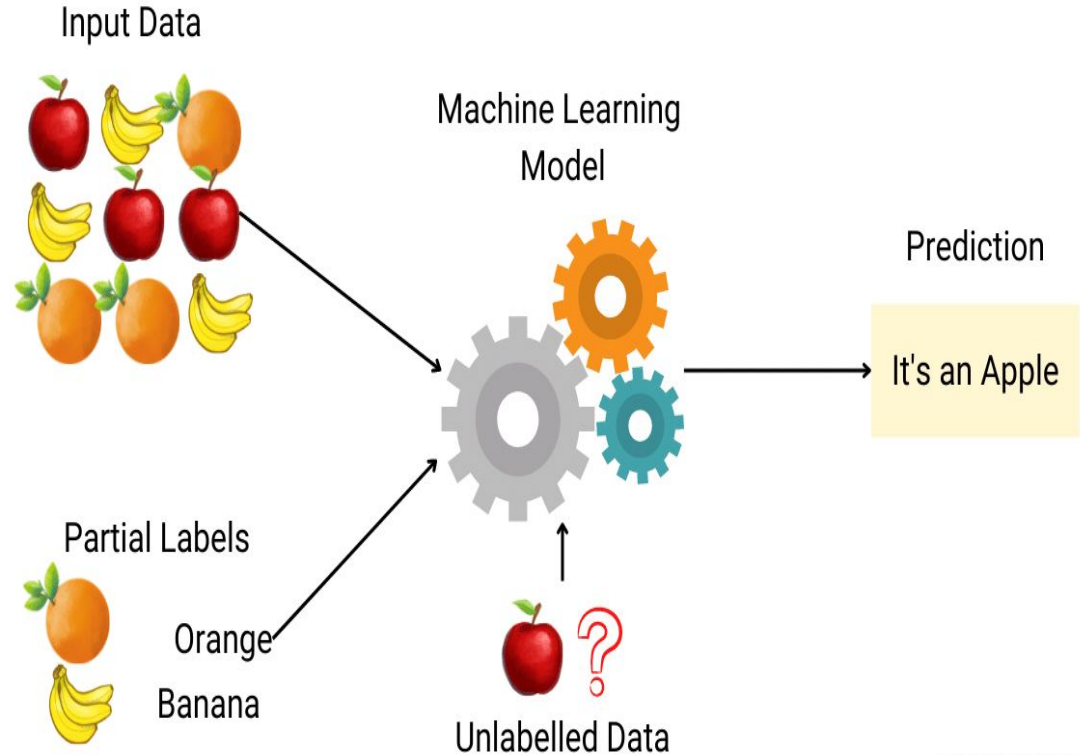 Input Data
Machine Learning
Model
Prediction
It's an Apple
Partial Labels
Orange
Banana
?
Unlabelled Data